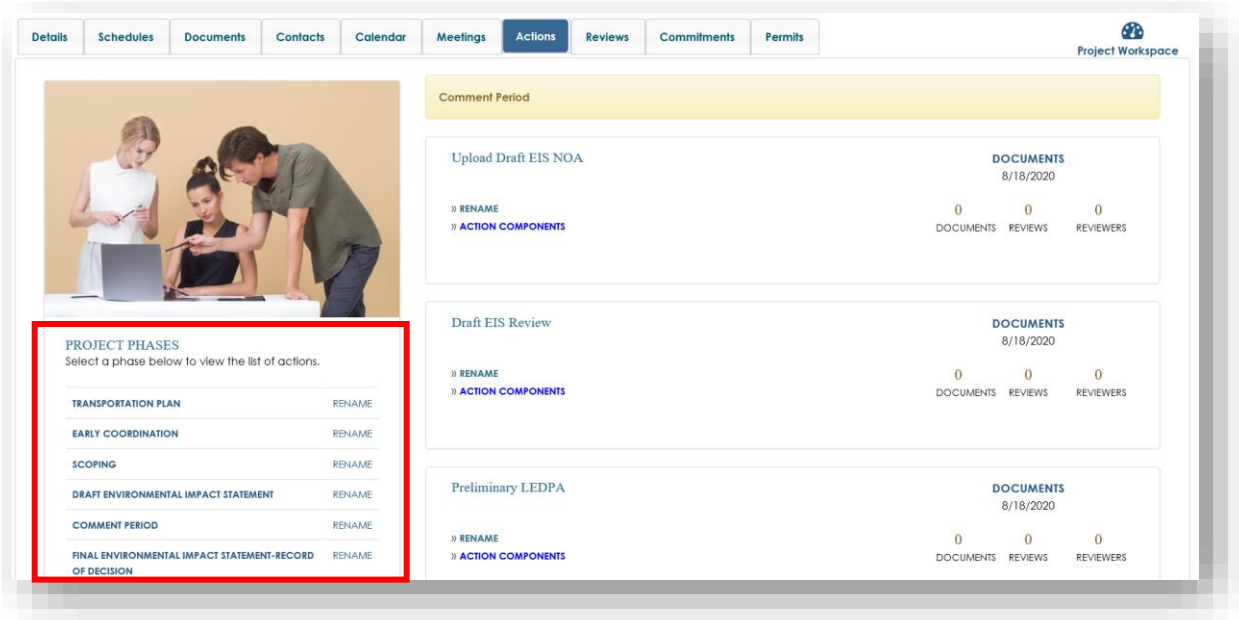 Details Schedules Documents Contacts Calendar Meetings Actions Reviews Commitments Permits
Project Workspace
Comment Period
Upload Draft EIS NOA
» RENAME
» ACTION COMPONENTS
DOCUMENTS
8/18/2020
0 0 0
DOCUMENTS REVIEWS REVIEWERS
Draft EIS Review
» RENAME
» ACTION COMPONENTS
DOCUMENTS
8/18/2020
0 0 0
DOCUMENTS REVIEWS REVIEWERS
Preliminary LEDPA
» RENAME
» ACTION COMPONENTS
DOCUMENTS
8/18/2020
0 0 0
DOCUMENTS REVIEWS REVIEWERS
PROJECT PHASES
Select a phase below to view the list of actions.
TRANSPORTATION PLAN RENAME
EARLY COORDINATION RENAME
SCOPING RENAME
DRAFT ENVIRONMENTAL IMPACT STATEMENT RENAME
COMMENT PERIOD RENAME
FINAL ENVIRONMENTAL IMPACT STATEMENT-RECORD RENAME
OF DECISION